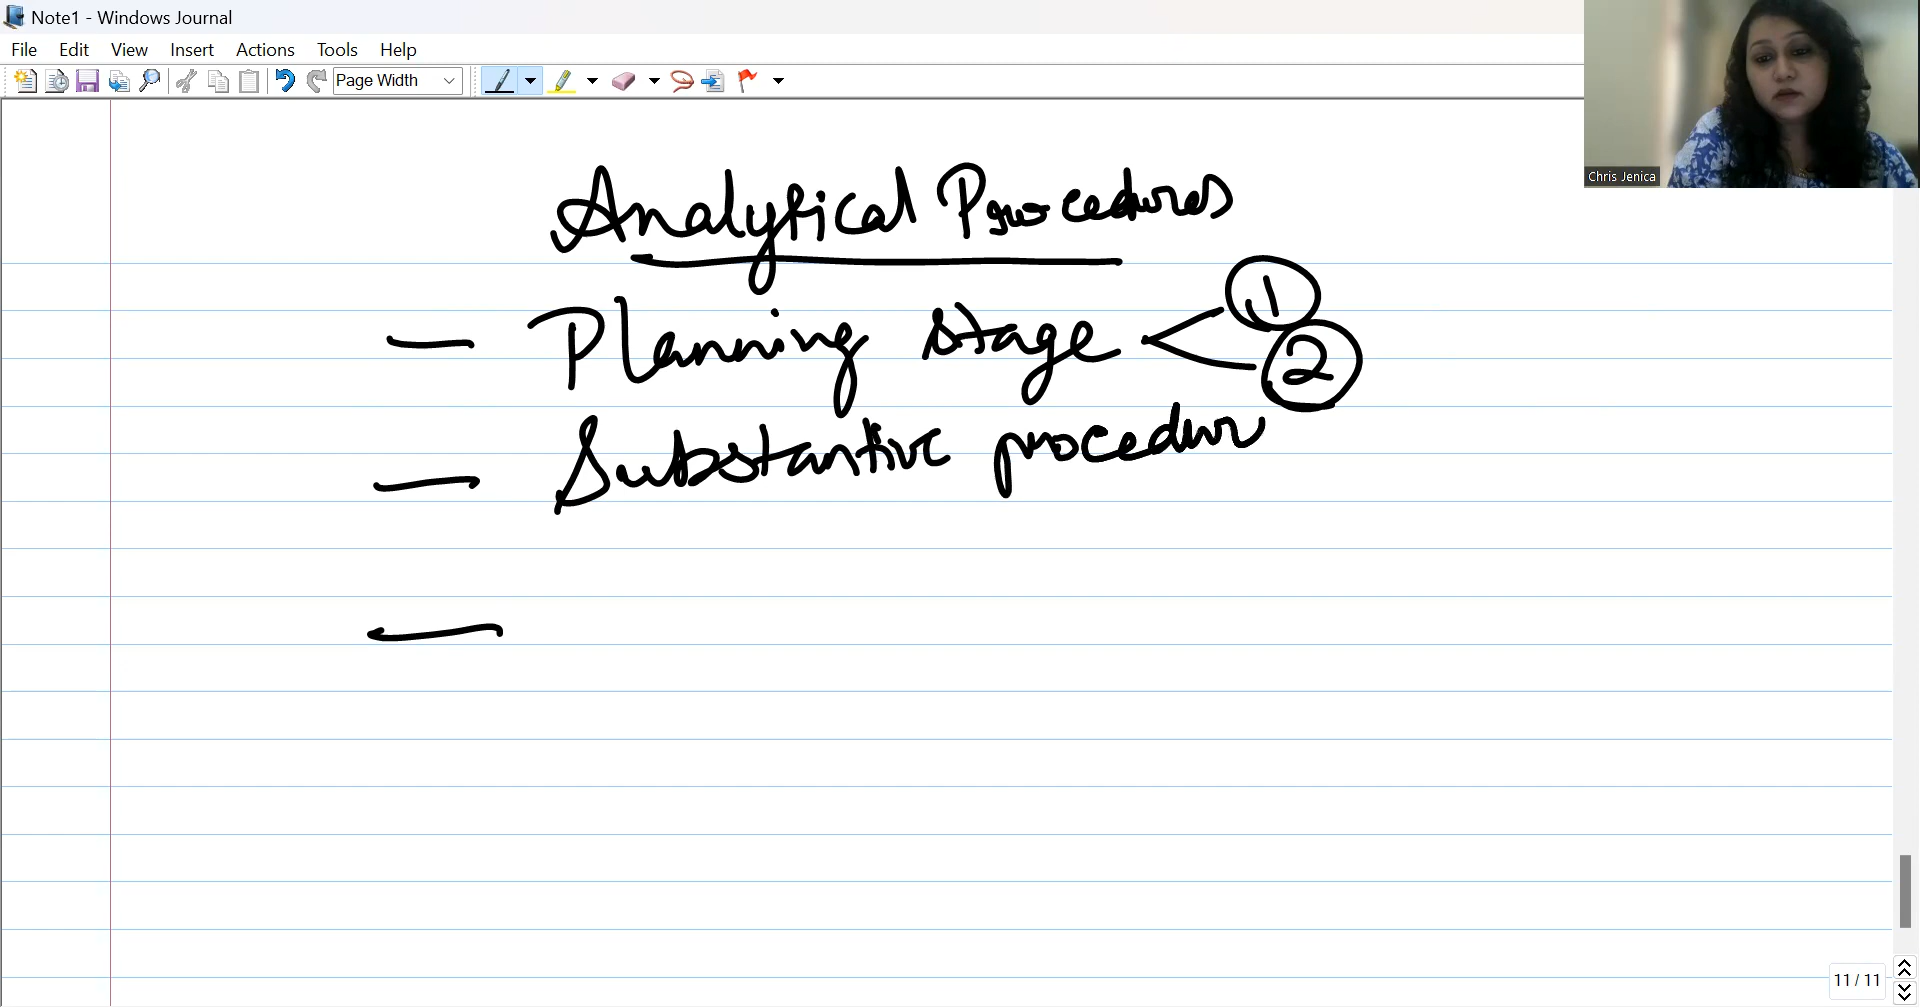 Note1 - Windows Journal
File Edit View Insert Actions Tools Help
Page Width
Chris Jenica
Analytical Procedures
— Planning stage < 1
2
— Substantive procedur
—
11 / 11